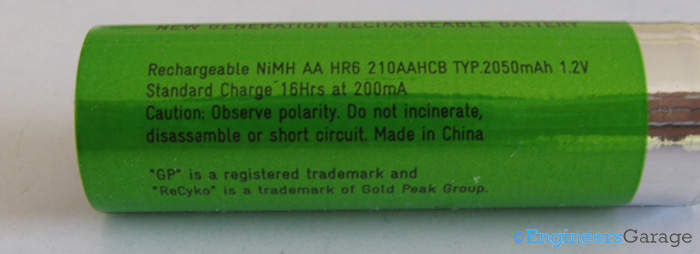 NEW GENERATION RECHARGEABLE BATTERY
Rechargeable NiMH AA HR6 210AAHCB TYP.2050mAh 1.2V
Standard Charge 16Hrs at 200mA
Caution: Observe polarity. Do not incinerate,
disassemble or short circuit. Made in China
"GP" is a registered trademark and
"ReCyko" is a trademark of Gold Peak Group.
EngineersGarage